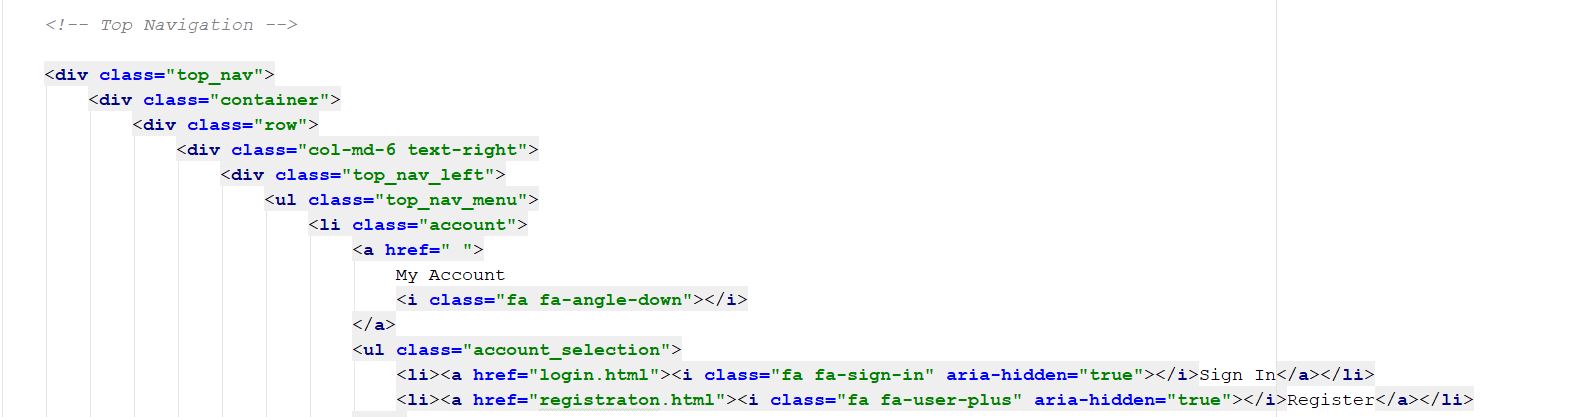 <!-- Top Navigation -->
<div class="top_nav">
<div class="container">
<div class="row">
<div class="col-md-6 text-right">
<div class="top_nav_left">
<ul class="top_nav_menu">
<li class="account">
<a href=" ">
My Account
<i class="fa fa-angle-down"></i>
</a>
<ul class="account_selection">
<li><a href="login.html"><i class="fa fa-sign-in" aria-hidden="true"></i>Sign In</a></li>
<li><a href="registraton.html"><i class="fa fa-user-plus" aria-hidden="true"></i>Register</a></li>